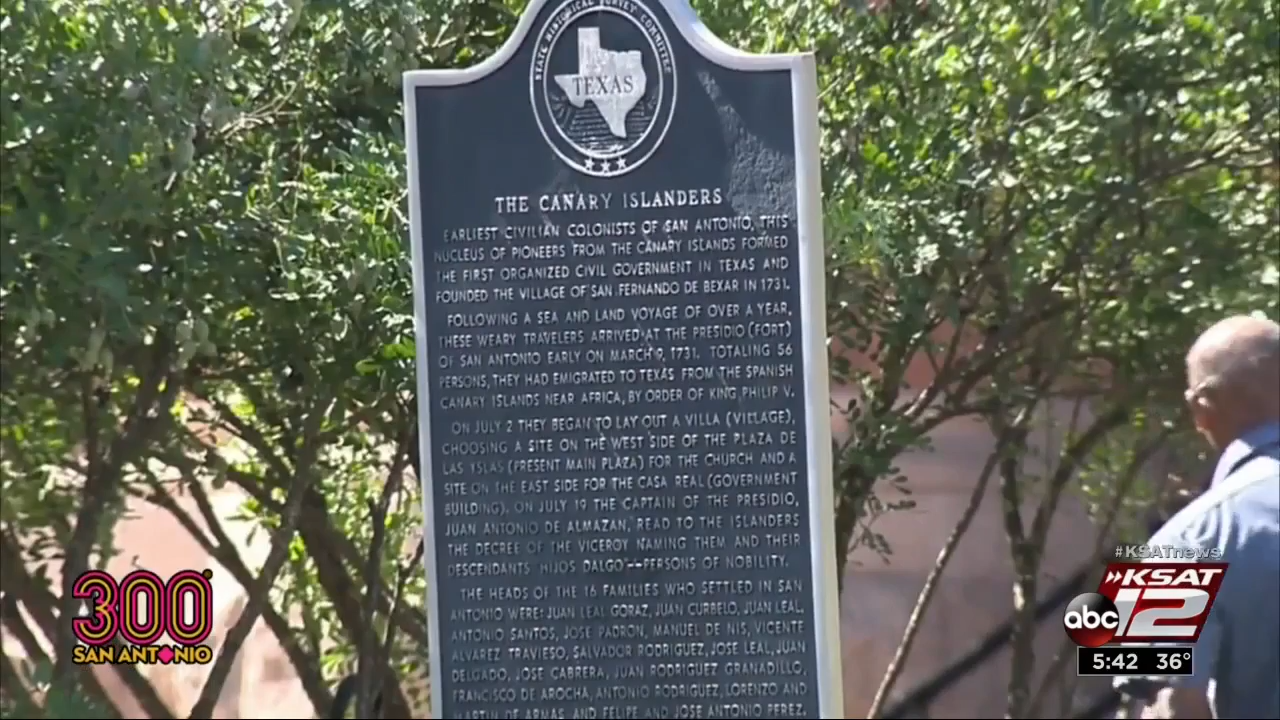 STATE HISTORICAL SURVEY COMMITTEE
TEXAS
THE CANARY ISLANDERS
EARLIEST CIVILIAN COLONISTS OF SAN ANTONIO, THIS
NUCLEUS OF PIONEERS FROM THE CANARY ISLANDS FORMED
THE FIRST ORGANIZED CIVIL GOVERNMENT IN TEXAS AND
FOUNDED THE VILLAGE OF SAN FERNANDO DE BEXAR IN 1731.
FOLLOWING A SEA AND LAND VOYAGE OF OVER A YEAR,
THESE WEARY TRAVELERS ARRIVED AT THE PRESIDIO (FORT)
OF SAN ANTONIO EARLY ON MARCH 9, 1731. TOTALING 56
PERSONS, THEY HAD EMIGRATED TO TEXAS FROM THE SPANISH
CANARY ISLANDS NEAR AFRICA, BY ORDER OF KING PHILIP V.
ON JULY 2 THEY BEGAN TO LAY OUT A VILLA (VILLAGE),
CHOOSING A SITE ON THE WEST SIDE OF THE PLAZA DE
LAS YSLAS (PRESENT MAIN PLAZA) FOR THE CHURCH AND A
SITE ON THE EAST SIDE FOR THE CASA REAL (GOVERNMENT
BUILDING). ON JULY 19 THE CAPTAIN OF THE PRESIDIO,
JUAN ANTONIO DE ALMAZAN, READ TO THE ISLANDERS
THE DECREE OF THE VICEROY NAMING THEM AND THEIR
DESCENDANTS "HIJOS DALGO"--PERSONS OF NOBILITY.
THE HEADS OF THE 16 FAMILIES WHO SETTLED IN SAN
ANTONIO WERE: JUAN LEAL GORAZ, JUAN CURBELO, JUAN LEAL,
ANTONIO SANTOS, JOSE PADRON, MANUEL DE NIS, VICENTE
ALVAREZ TRAVIESO, SALVADOR RODRIGUEZ, JOSE LEAL, JUAN
DELGADO, JOSE CABRERA, JUAN RODRIGUEZ GRANADILLO,
FRANCISCO DE AROCHA, ANTONIO RODRIGUEZ, LORENZO AND
MARTIN DE ARMAS, AND FELIPE AND JOSE ANTONIO PEREZ.
300°
SAN ANTONIO
#KSATnews
KSAT
abc 12
5:42 36°